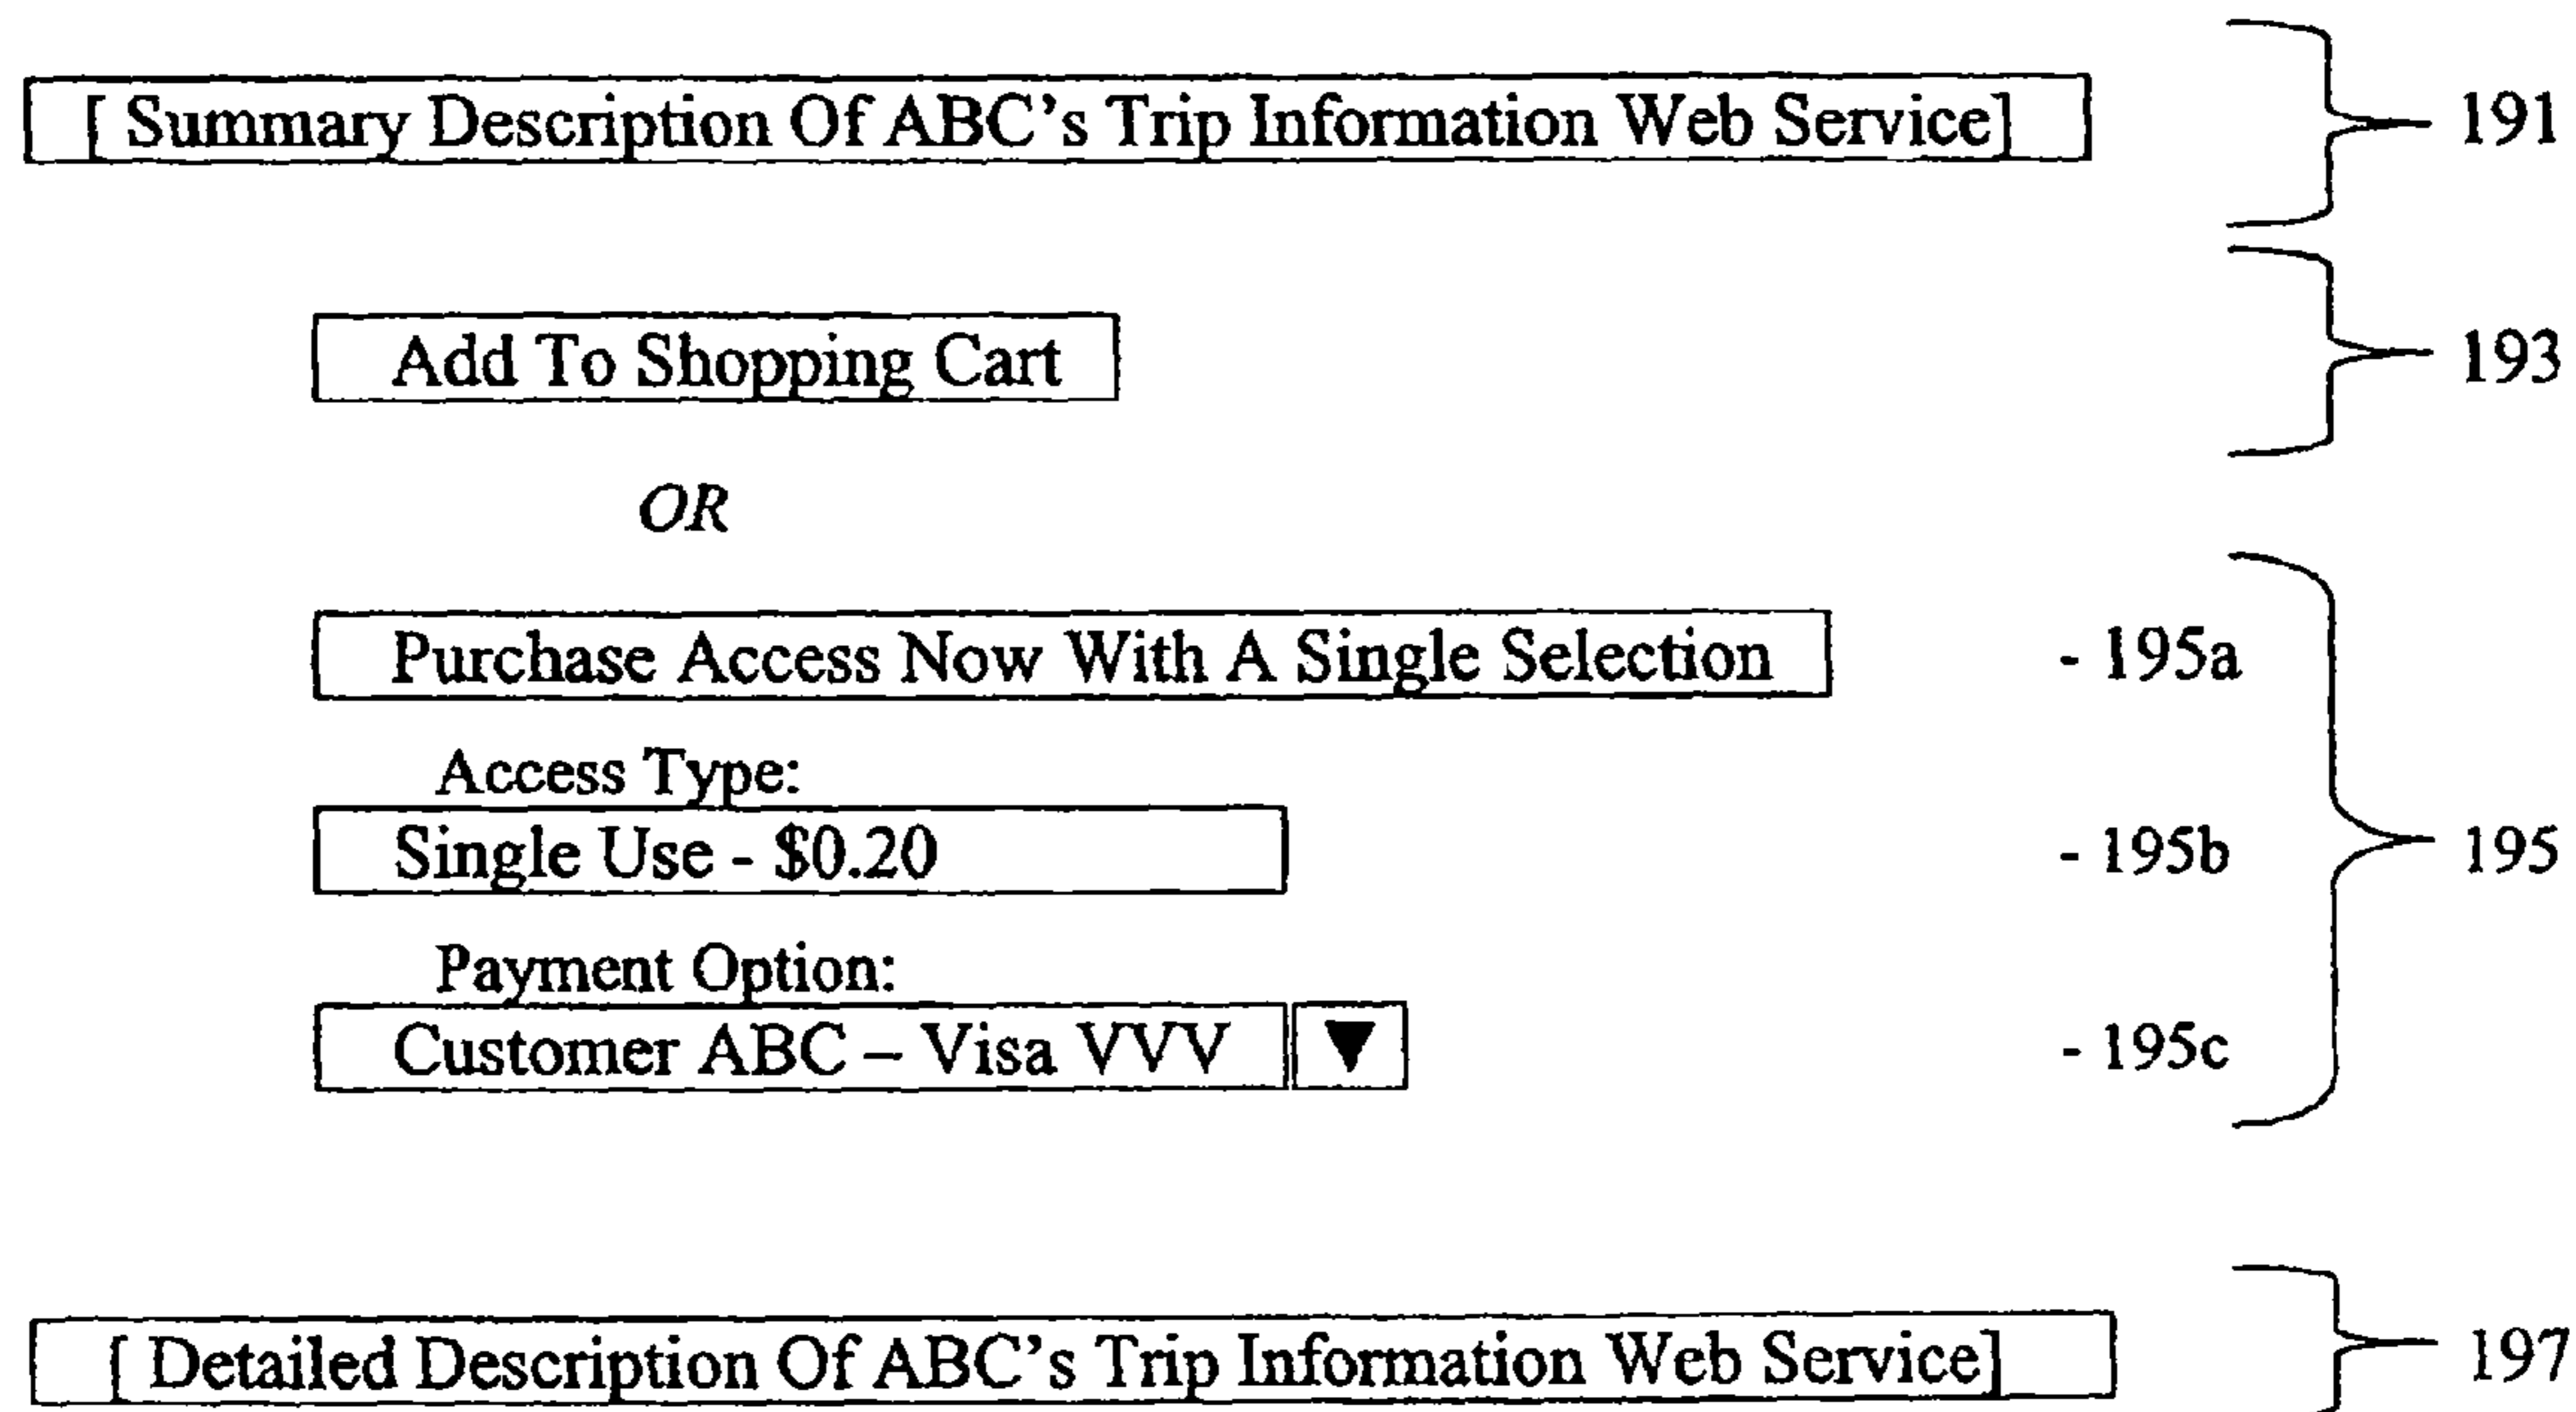 [ Summary Description Of ABC's Trip Information Web Service] 191
Add To Shopping Cart 193
OR
Purchase Access Now With A Single Selection - 195a
Access Type:
Single Use - $0.20 - 195b 195
Payment Option:
Customer ABC – Visa VVV - 195c
[ Detailed Description Of ABC's Trip Information Web Service] 197